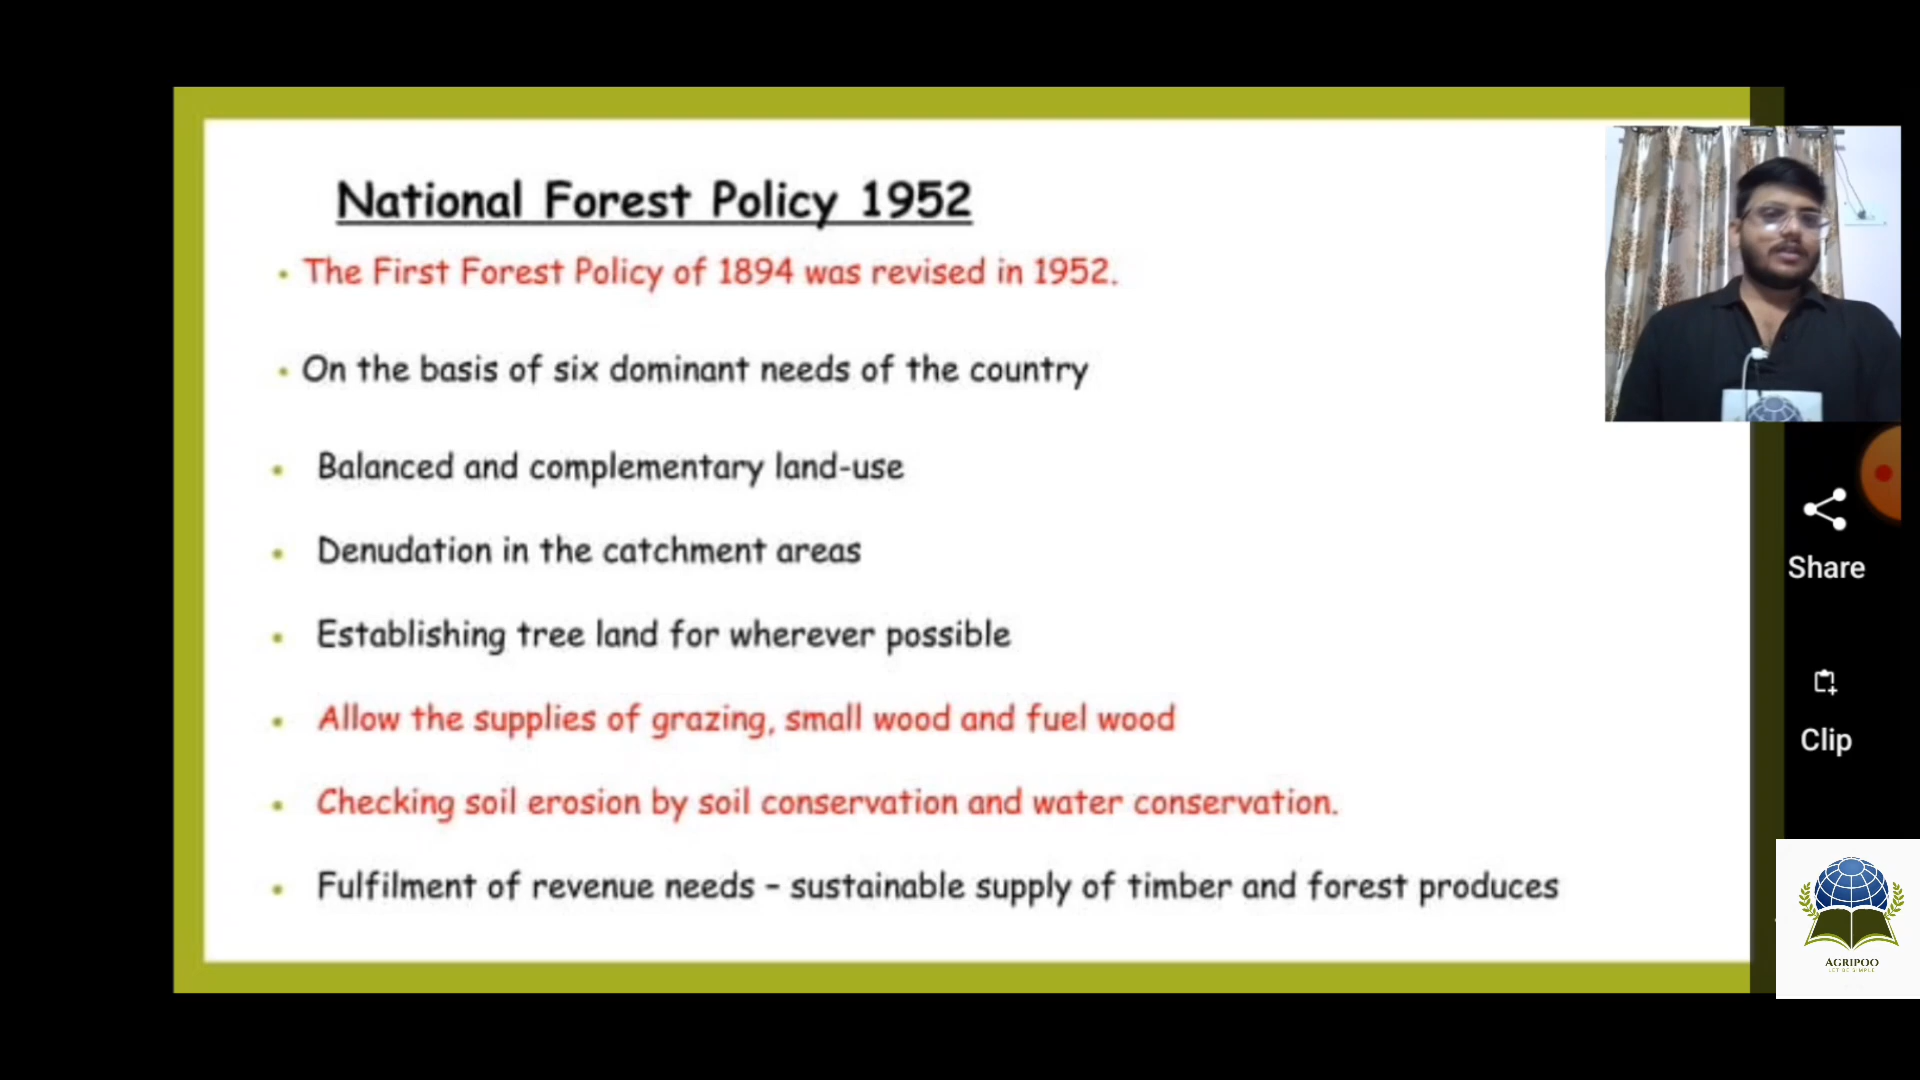 National Forest Policy 1952
• The First Forest Policy of 1894 was revised in 1952.
• On the basis of six dominant needs of the country
• Balanced and complementary land-use
• Denudation in the catchment areas
• Establishing tree land for wherever possible
• Allow the supplies of grazing, small wood and fuel wood
• Checking soil erosion by soil conservation and water conservation.
• Fulfilment of revenue needs – sustainable supply of timber and forest produces
Share
Clip
AGRIPOO
LET BE SIMPLE